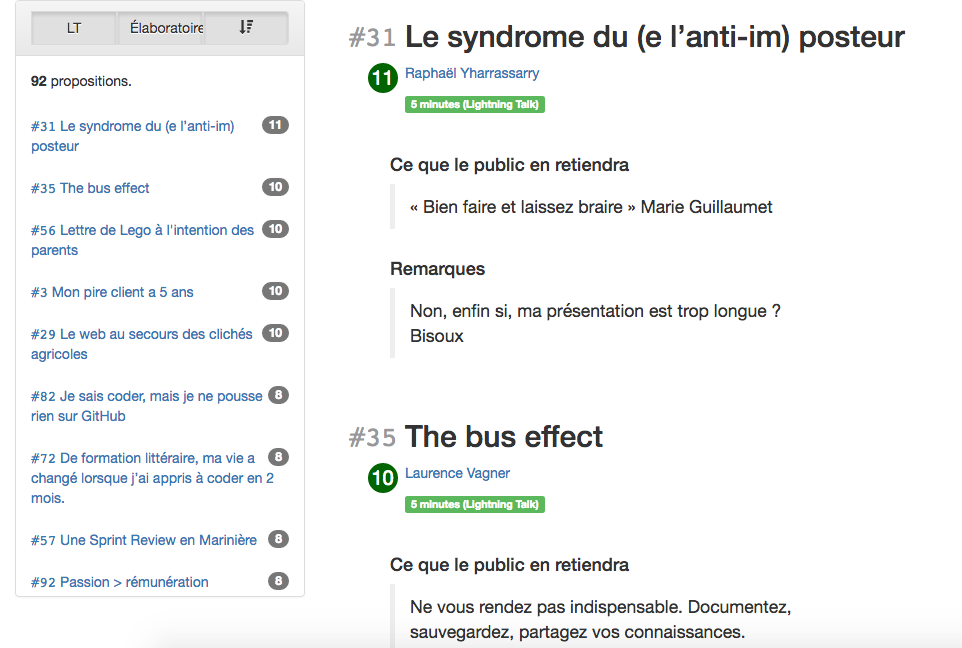 LT
Élaboratoire
92 propositions.
#31 Le syndrome du (e l'anti-im) 11
posteur
#35 The bus effect 10
#56 Lettre de Lego à l'intention des 10
parents
#3 Mon pire client a 5 ans 10
#29 Le web au secours des clichés 10
agricoles
#82 Je sais coder, mais je ne pousse 8
rien sur GitHub
#72 De formation littéraire, ma vie a 8
changé lorsque j'ai appris à coder en 2
mois.
#57 Une Sprint Review en Marinière 8
#92 Passion > rémunération 8
#31 Le syndrome du (e l’anti-im) posteur
11 Raphaël Yharrassarry
5 minutes (Lightning Talk)
Ce que le public en retiendra
« Bien faire et laissez braire » Marie Guillaumet
Remarques
Non, enfin si, ma présentation est trop longue ?
Bisoux
#35 The bus effect
10 Laurence Vagner
5 minutes (Lightning Talk)
Ce que le public en retiendra
Ne vous rendez pas indispensable. Documentez,
sauvegardez, partagez vos connaissances.